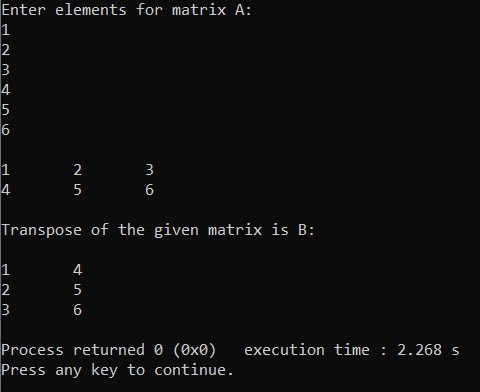 Enter elements for matrix A:
1
2
3
4
5
6
1 2 3
4 5 6
Transpose of the given matrix is B:
1 4
2 5
3 6
Process returned 0 (0x0)   execution time : 2.268 s
Press any key to continue.